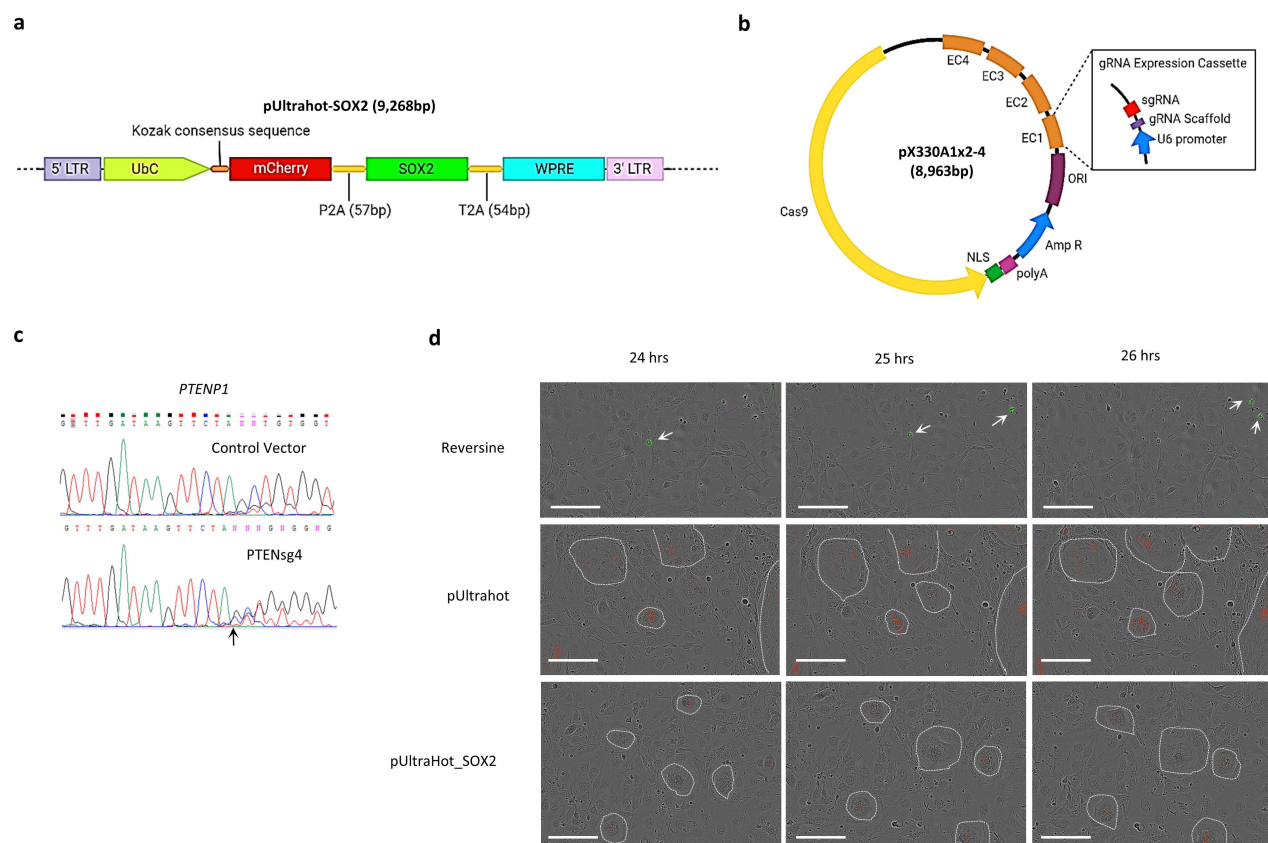 a
pUltrahot-SOX2 (9,268bp)
Kozak consensus sequence
5' LTR
UbC
mCherry
SOX2
WPRE
3' LTR
P2A (57bp)
T2A (54bp)
b
EC4
EC3
EC2
EC1
gRNA Expression Cassette
sgRNA
gRNA Scaffold
U6 promoter
pX330A1x2-4
(8,963bp)
ORI
Cas9
Amp R
NLS
polyA
c
PTENP1
G T T T G A T A A G T T C T A N N T G T G G T
Control Vector
G T T T G A T A A G T T C T A N N N G N G G N G
PTENsg4
d
24 hrs
25 hrs
26 hrs
Reversine
pUltrahot
pUltraHot_SOX2